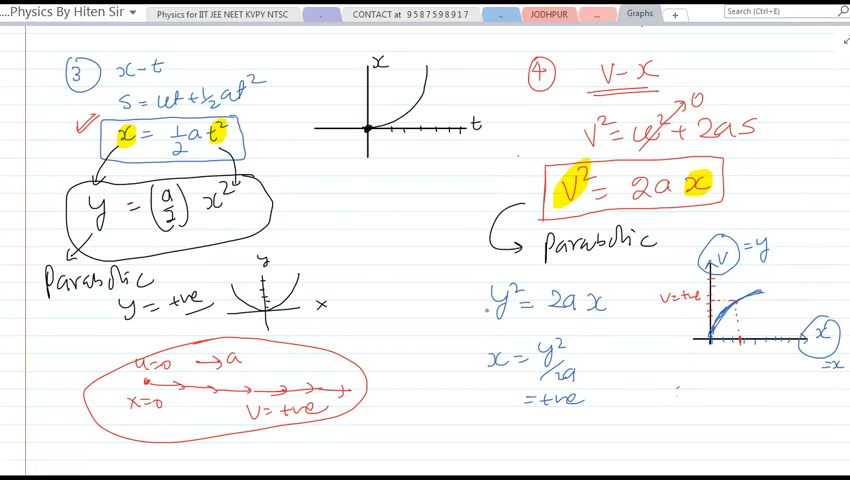 ...Physics By Hiten Sir
Physics for IIT JEE NEET KVPY NTSC
CONTACT at 9587598917
..
JODHPUR
...
Graphs
+
Search (Ctrl+E)
③ x-t
S = ut + 1/2 at²
x = 1/2 a t²
y = (a/2) x²
Parabolic
y = +ve
y
x
u=0 → a
x=0
v = +ve
x
t
④ V-x
V² = u² + 2as
0
V² = 2a x
Parabolic
y² = 2a x
x = y²/2a
= +ve
V = y
v=+ve
x
=x